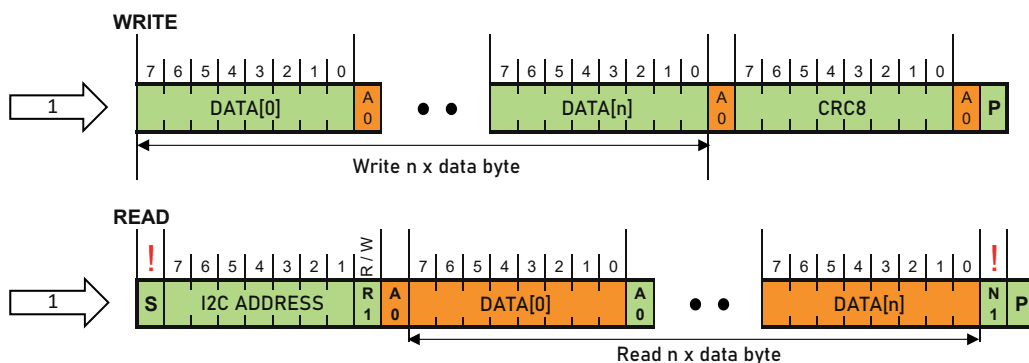 WRITE
7 6 5 4 3 2 1 0 7 6 5 4 3 2 1 0 7 6 5 4 3 2 1 0
1 DATA[0] A 0 DATA[n] A 0 CRC8 A 0 P
Write n x data byte
READ
! 7 6 5 4 3 2 1 R / W 7 6 5 4 3 2 1 0 7 6 5 4 3 2 1 0 !
1 S I2C ADDRESS R 1 A 0 DATA[0] A 0 DATA[n] N 1 P
Read n x data byte